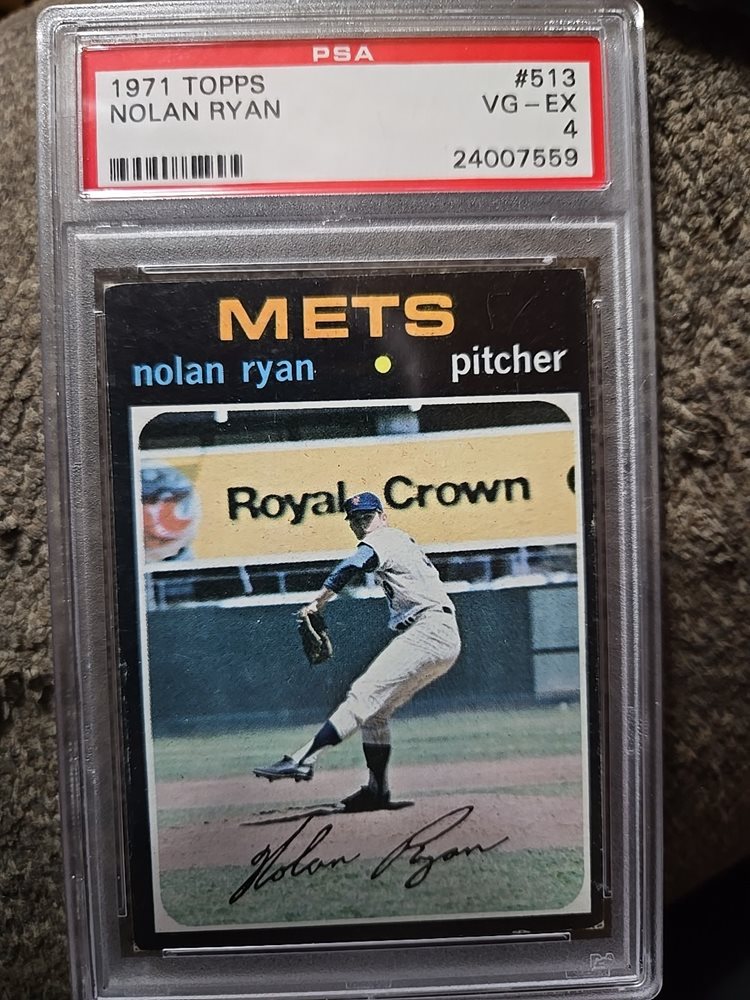 PSA
1971 TOPPS #513
NOLAN RYAN VG-EX
4
24007559
METS
nolan ryan pitcher
Royal Crown
Nolan Ryan